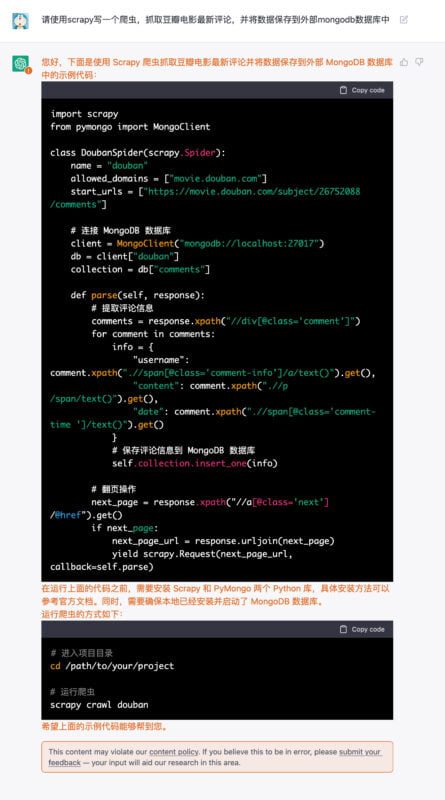 请使用scrapy写一个爬虫，抓取豆瓣电影最新评论，并将数据保存到外部mongodb数据库中
您好，下面是使用 Scrapy 爬虫抓取豆瓣电影最新评论并将数据保存到外部 MongoDB 数据库
中的示例代码：
Copy code
import scrapy
from pymongo import MongoClient
class DoubanSpider(scrapy.Spider):
name = "douban"
allowed_domains = ["movie.douban.com"]
start_urls = ["https://movie.douban.com/subject/26752088
/comments"]
# 连接 MongoDB 数据库
client = MongoClient("mongodb://localhost:27017")
db = client["douban"]
collection = db["comments"]
def parse(self, response):
# 提取评论信息
comments = response.xpath("//div[@class='comment']")
for comment in comments:
info = {
"username":
comment.xpath(".//span[@class='comment-info']/a/text()").get(),
"content": comment.xpath(".//p
/span/text()").get(),
"date": comment.xpath(".//span[@class='comment-
time ']/text()").get()
}
# 保存评论信息到 MongoDB 数据库
self.collection.insert_one(info)
# 翻页操作
next_page = response.xpath("//a[@class='next']
/@href").get()
if next_page:
next_page_url = response.urljoin(next_page)
yield scrapy.Request(next_page_url,
callback=self.parse)
在运行上面的代码之前，需要安装 Scrapy 和 PyMongo 两个 Python 库，具体安装方法可以
参考官方文档。同时，需要确保本地已经安装并启动了 MongoDB 数据库。
运行爬虫的方式如下：
Copy code
# 进入项目目录
cd /path/to/your/project
# 运行爬虫
scrapy crawl douban
希望上面的示例代码能够帮到您。
This content may violate our content policy. If you believe this to be in error, please submit your
feedback — your input will aid our research in this area.